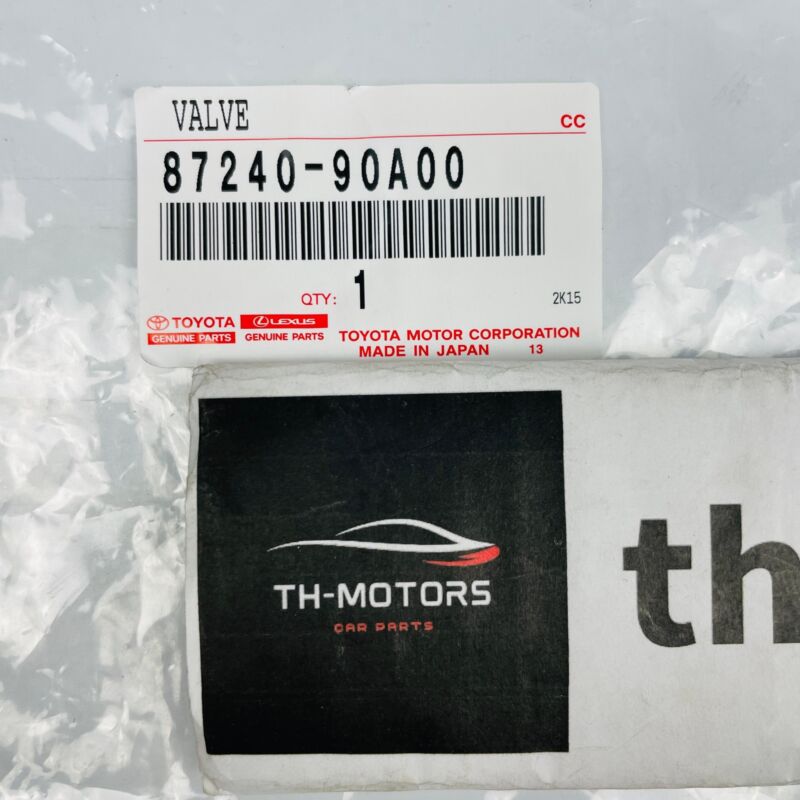 VALVE
CC
87240-90A00
QTY: 1
2K15
TOYOTA
GENUINE PARTS
LEXUS
GENUINE PARTS
TOYOTA MOTOR CORPORATION
MADE IN JAPAN 13
TH-MOTORS
CAR PARTS
th